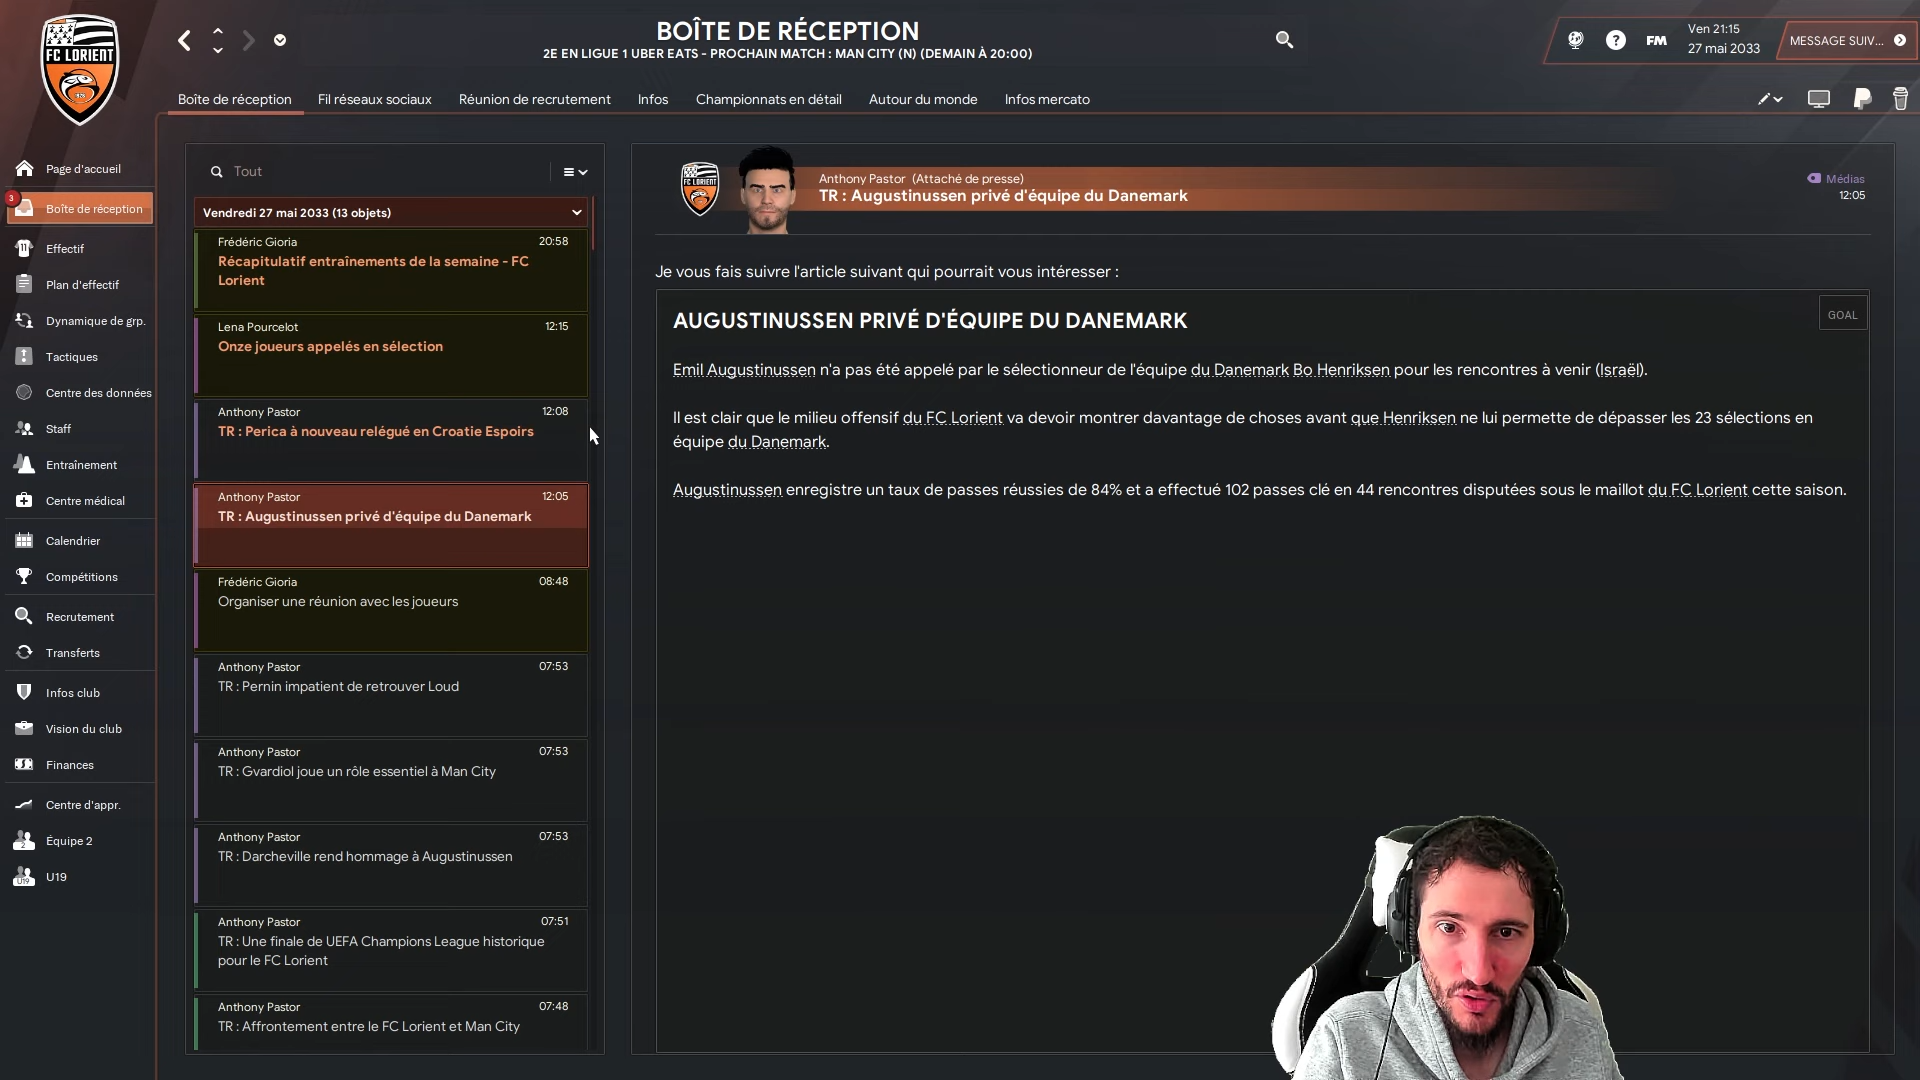 FC LORIENT
BOÎTE DE RÉCEPTION
2E EN LIGUE 1 UBER EATS - PROCHAIN MATCH : MAN CITY (N) (DEMAIN À 20:00)
FM
Ven 21:15
27 mai 2033
MESSAGE SUIV...
Boîte de réception
Fil réseaux sociaux
Réunion de recrutement
Infos
Championnats en détail
Autour du monde
Infos mercato
Page d'accueil
3
Boîte de réception
Effectif
Plan d'effectif
Dynamique de grp.
Tactiques
Centre des données
Staff
Entraînement
Centre médical
Calendrier
Compétitions
Recrutement
Transferts
Infos club
Vision du club
Finances
Centre d'appr.
2
Équipe 2
U19
U19
Tout
Vendredi 27 mai 2033 (13 objets)
Frédéric Gioria 20:58
Récapitulatif entraînements de la semaine - FC
Lorient
Lena Pourcelot 12:15
Onze joueurs appelés en sélection
Anthony Pastor 12:08
TR : Perica à nouveau relégué en Croatie Espoirs
Anthony Pastor 12:05
TR : Augustinussen privé d'équipe du Danemark
Frédéric Gioria 08:48
Organiser une réunion avec les joueurs
Anthony Pastor 07:53
TR : Pernin impatient de retrouver Loud
Anthony Pastor 07:53
TR : Gvardiol joue un rôle essentiel à Man City
Anthony Pastor 07:53
TR : Darcheville rend hommage à Augustinussen
Anthony Pastor 07:51
TR : Une finale de UEFA Champions League historique
pour le FC Lorient
Anthony Pastor 07:48
TR : Affrontement entre le FC Lorient et Man City
FC LORIENT
Anthony Pastor (Attaché de presse)
TR : Augustinussen privé d'équipe du Danemark
Médias
12:05
Je vous fais suivre l'article suivant qui pourrait vous intéresser :
AUGUSTINUSSEN PRIVÉ D'ÉQUIPE DU DANEMARK
GOAL
Emil Augustinussen n'a pas été appelé par le sélectionneur de l'équipe du Danemark Bo Henriksen pour les rencontres à venir (Israël).
Il est clair que le milieu offensif du FC Lorient va devoir montrer davantage de choses avant que Henriksen ne lui permette de dépasser les 23 sélections en
équipe du Danemark.
Augustinussen enregistre un taux de passes réussies de 84% et a effectué 102 passes clé en 44 rencontres disputées sous le maillot du FC Lorient cette saison.